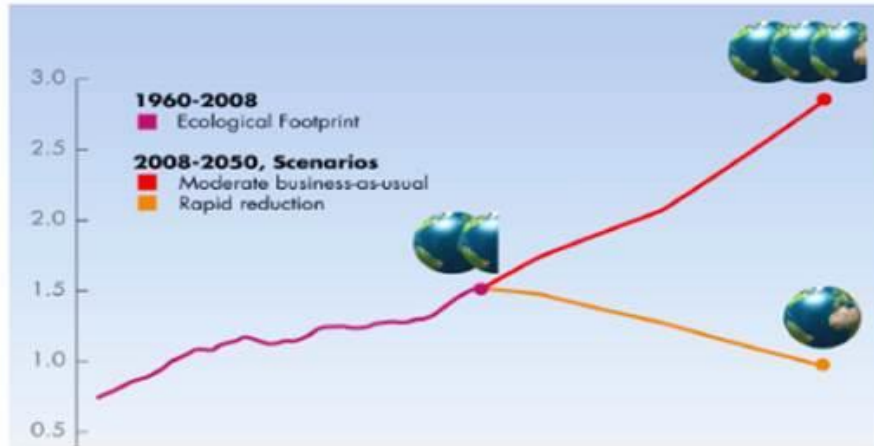 3.0
1960-2008
Ecological Footprint
2.5
2008-2050, Scenarios
Moderate business-as-usual
Rapid reduction
2.0
1.5
1.0
0.5